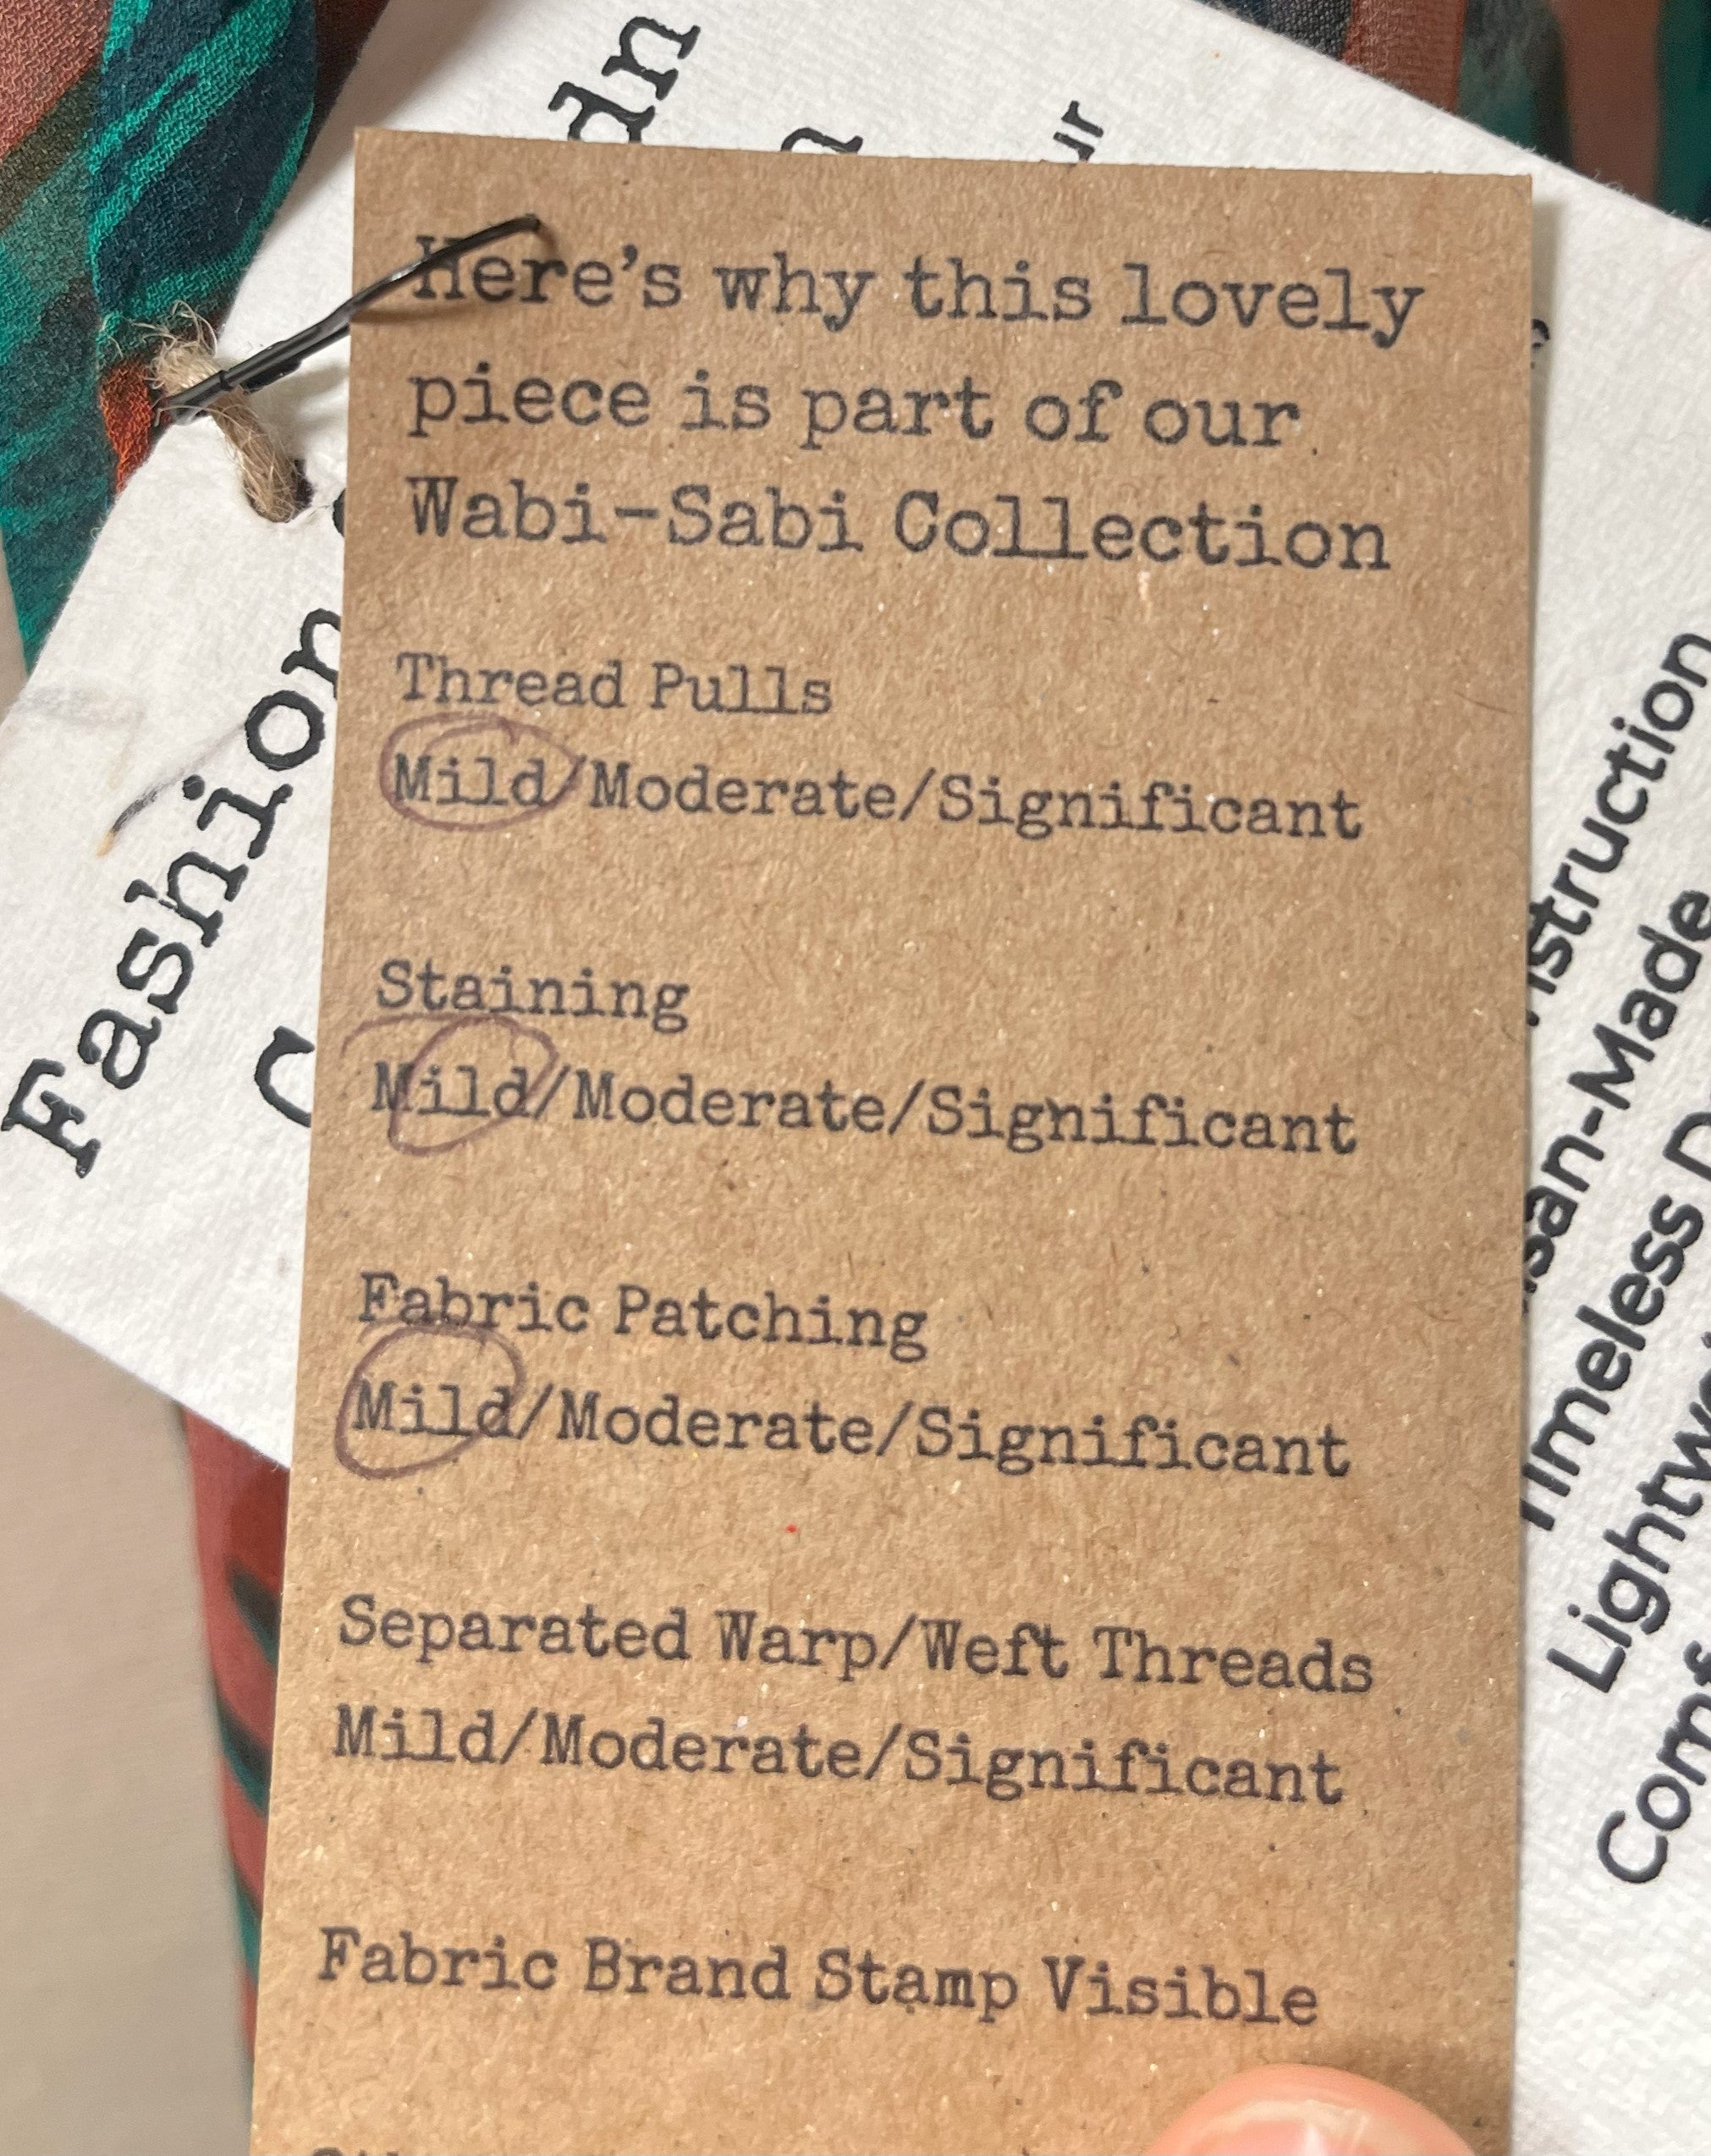 Here's why this lovely
piece is part of our
Wabi-Sabi Collection
Thread Pulls
Mild/Moderate/Significant
Staining
Mild/Moderate/Significant
Fabric Patching
Mild/Moderate/Significant
Separated Warp/Weft Threads
Mild/Moderate/Significant
Fabric Brand Stamp Visible
Fashion
Timeless